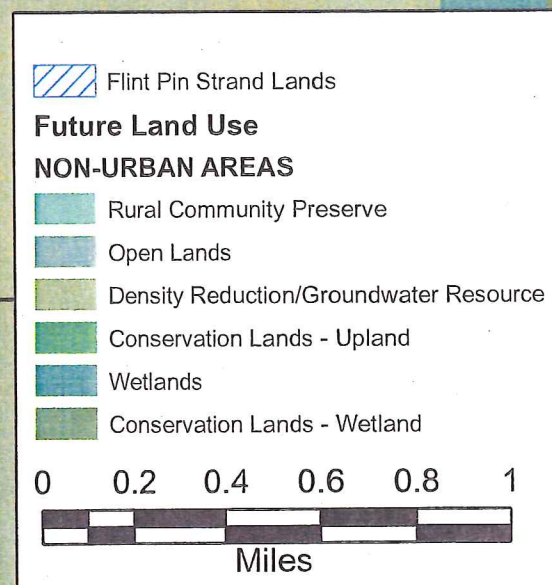 Flint Pin Strand Lands
Future Land Use
NON-URBAN AREAS
Rural Community Preserve
Open Lands
Density Reduction/Groundwater Resource
Conservation Lands - Upland
Wetlands
Conservation Lands - Wetland
0 0.2 0.4 0.6 0.8 1
Miles